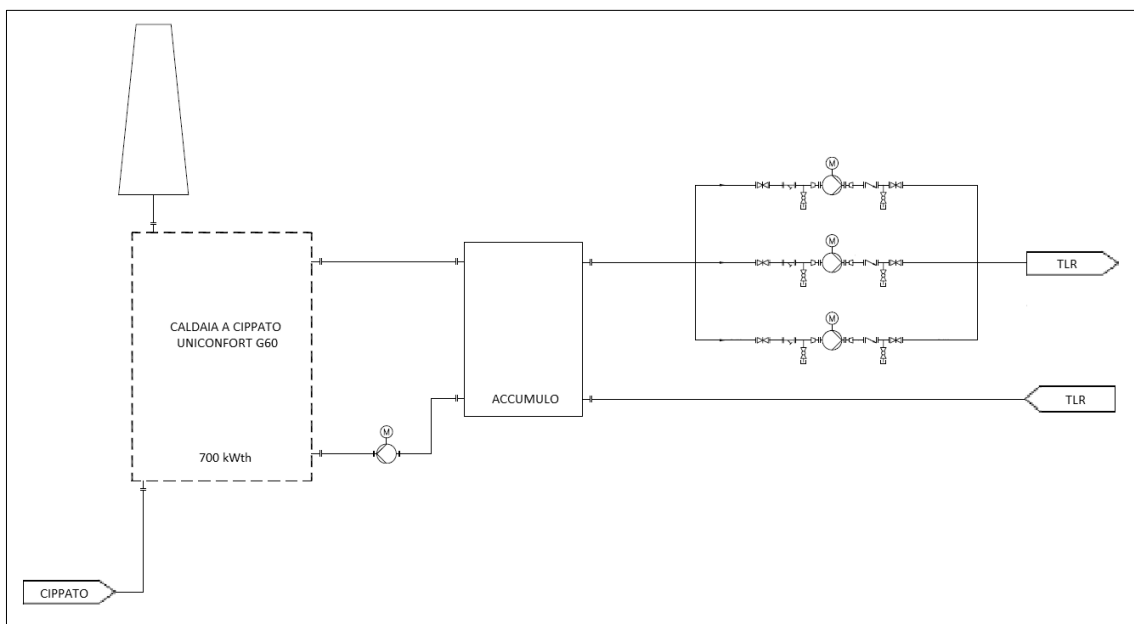 M
M
M
TLR
CALDAIA A CIPPATO
UNICONFORT G60
ACCUMULO
TLR
M
700 kWth
CIPPATO